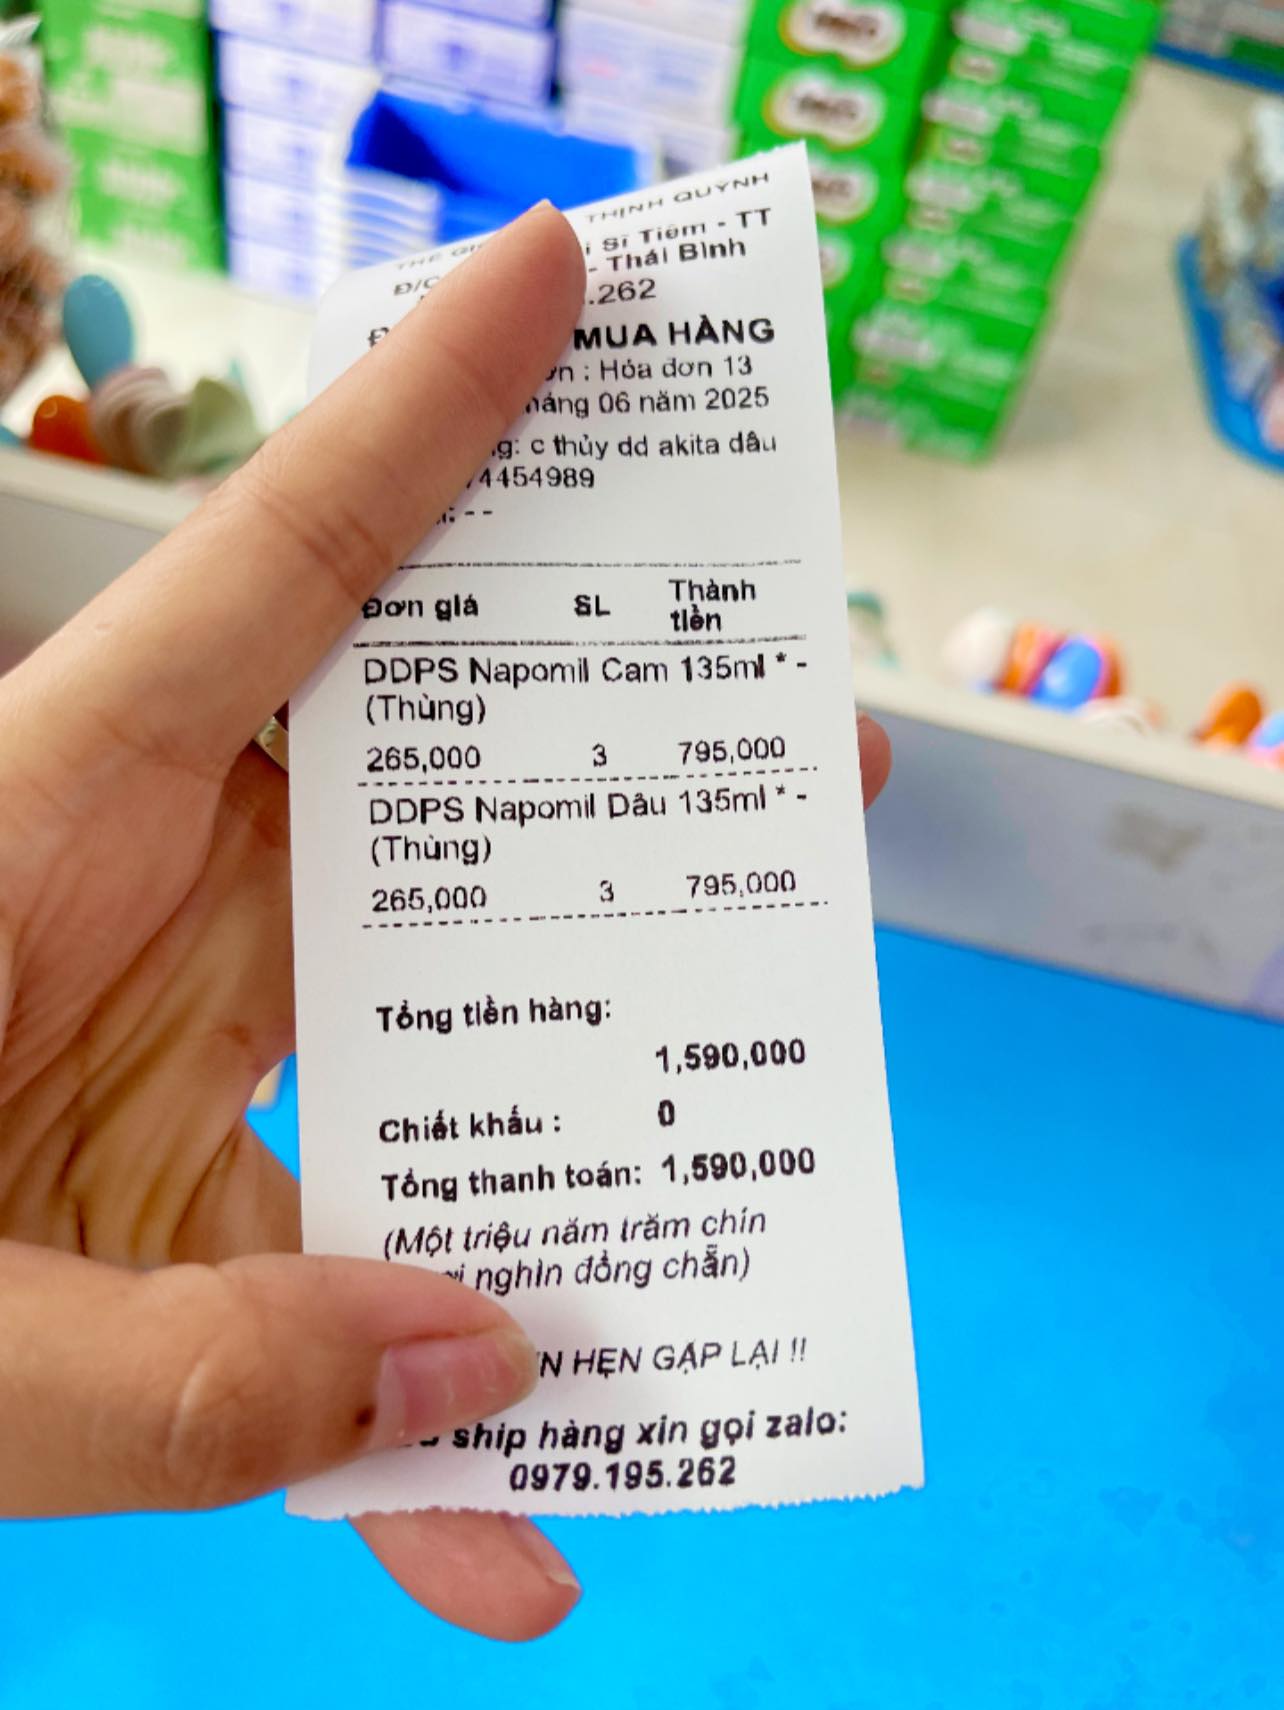 THỊNH QUỲNH
Sĩ Tiêm - TT
- Thái Bình
.262
MUA HÀNG
: Hóa đơn 13
06 năm 2025
: c thủy dd akita dâu
4454989
: - -
Đơn giá SL Thành
tiền
DDPS Napomil Cam 135ml * -
(Thùng)
265,000 3 795,000
DDPS Napomil Dâu 135ml * -
(Thùng)
265,000 3 795,000
Tổng tiền hàng:
1,590,000
Chiết khấu : 0
Tổng thanh toán: 1,590,000
(Một triệu năm trăm chín
nghìn đồng chẵn)
HẸN GẶP LẠI !!
ship hàng xin gọi zalo:
0979.195.262